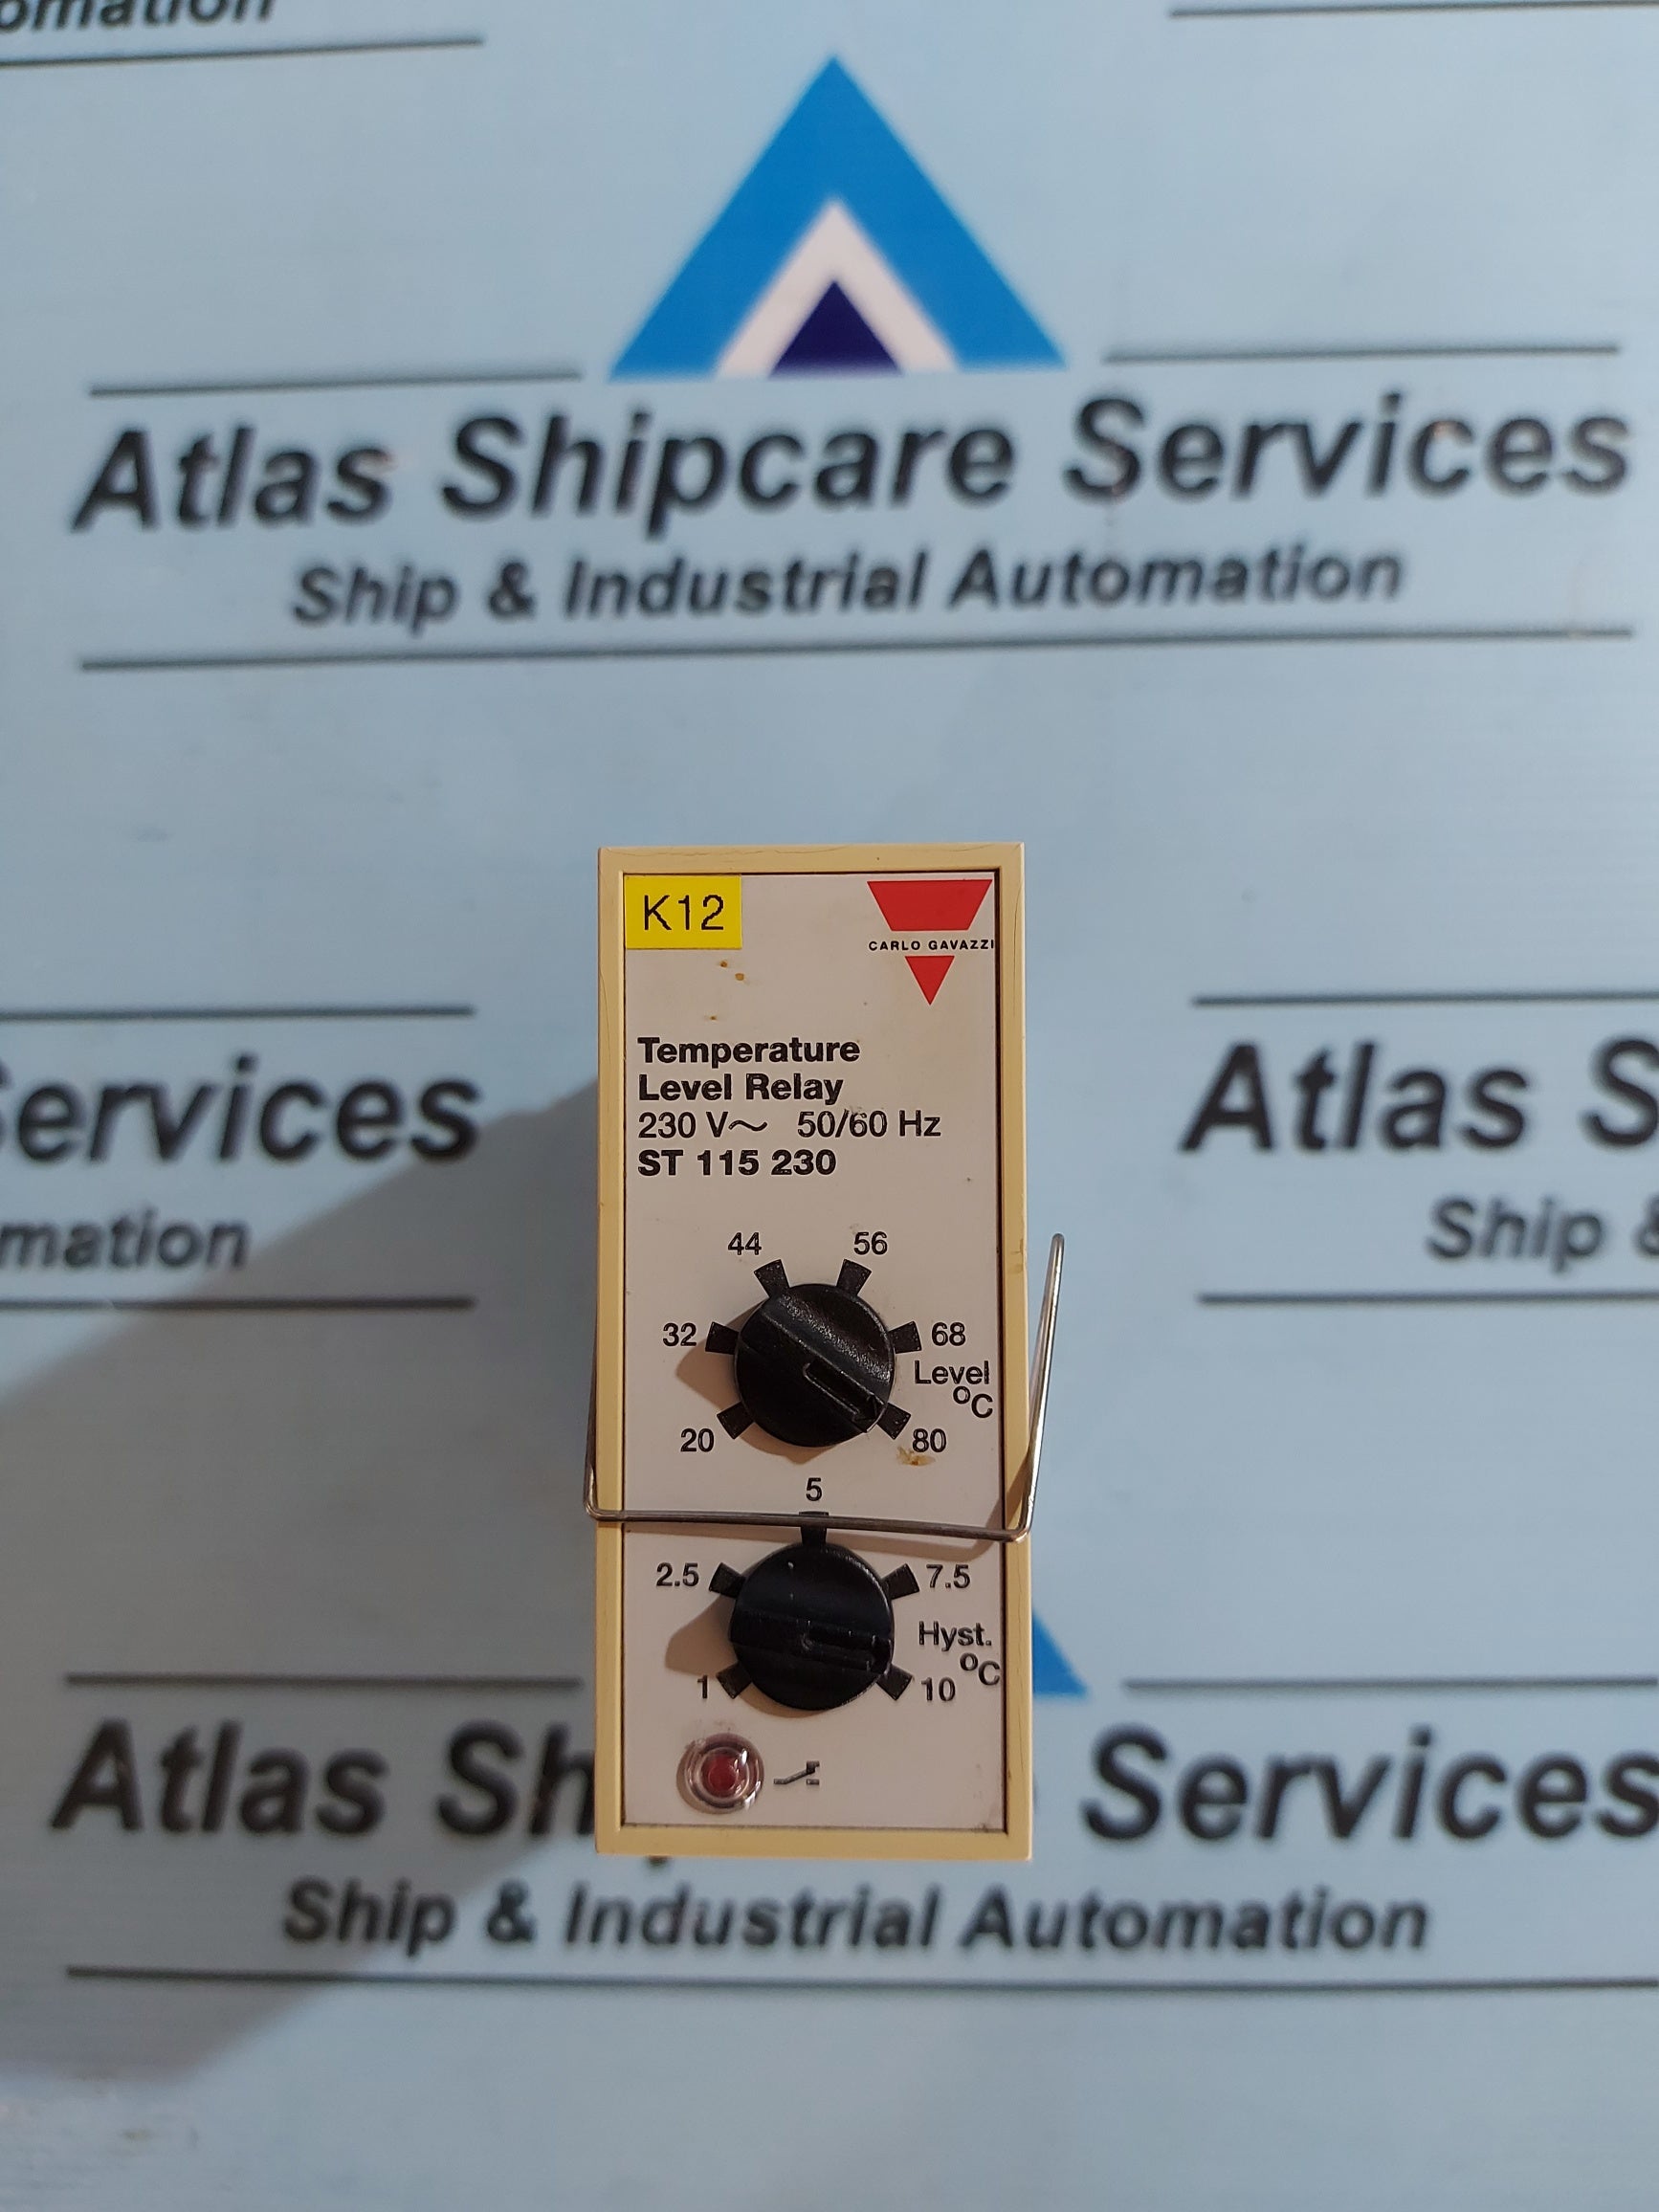 omation
Atlas Shipcare Services
Ship & Industrial Automation
K12
CARLO GAVAZZI
Temperature
Level Relay
230 V~ 50/60 Hz
ST 115 230
44 56
32 68
Level
°C
20 80
5
2.5 7.5
Hyst.
°C
1 10
Services
mation
Atlas S
Ship &
Atlas Sh Services
Ship & Industrial Automation